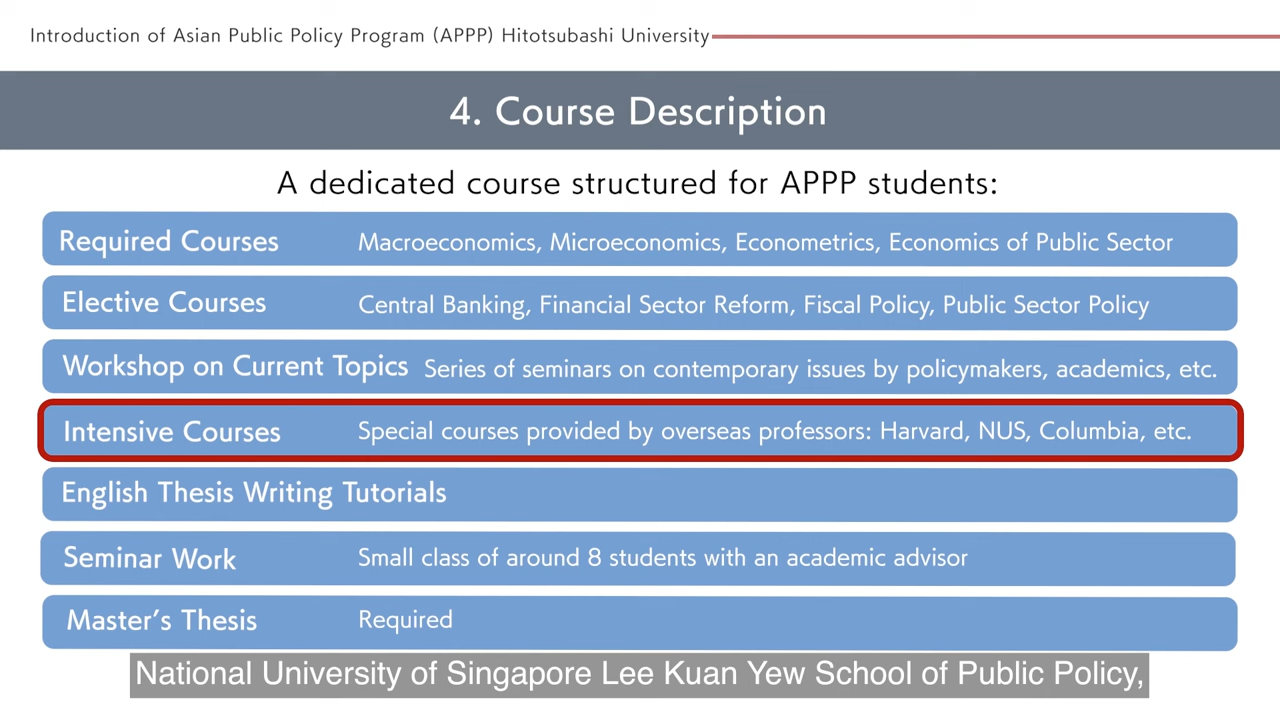 Introduction of Asian Public Policy Program (APPP) Hitotsubashi University
4. Course Description
A dedicated course structured for APPP students:
Required Courses Macroeconomics, Microeconomics, Econometrics, Economics of Public Sector
Elective Courses Central Banking, Financial Sector Reform, Fiscal Policy, Public Sector Policy
Workshop on Current Topics Series of seminars on contemporary issues by policymakers, academics, etc.
Intensive Courses Special courses provided by overseas professors: Harvard, NUS, Columbia, etc.
English Thesis Writing Tutorials
Seminar Work Small class of around 8 students with an academic advisor
Master's Thesis Required
National University of Singapore Lee Kuan Yew School of Public Policy,